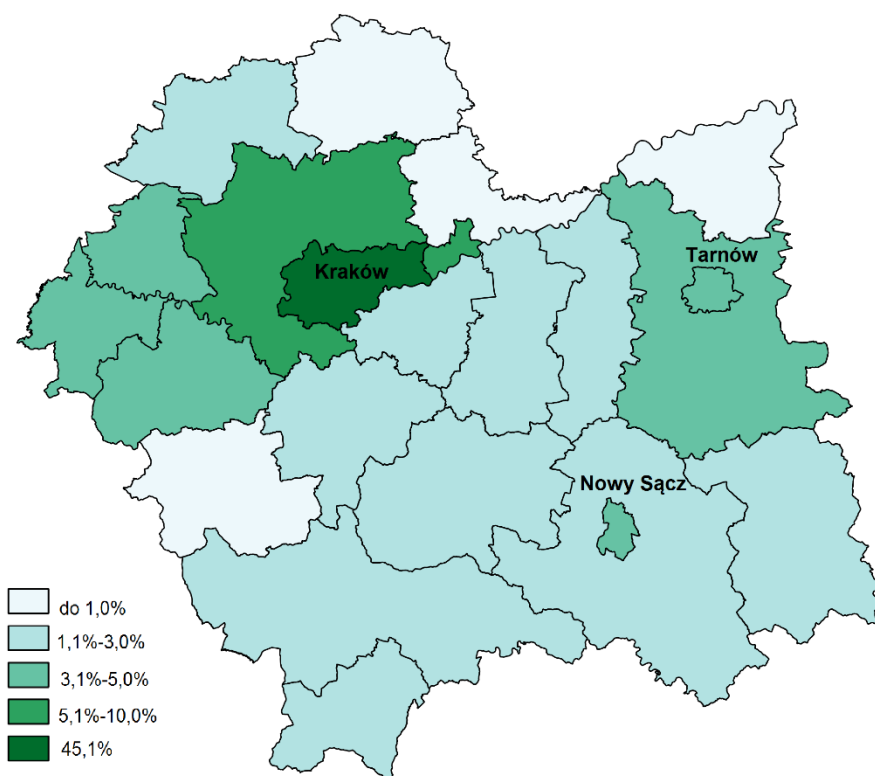 Kraków
Tarnów
Nowy Sącz
do 1,0%
1,1%-3,0%
3,1%-5,0%
5,1%-10,0%
45,1%